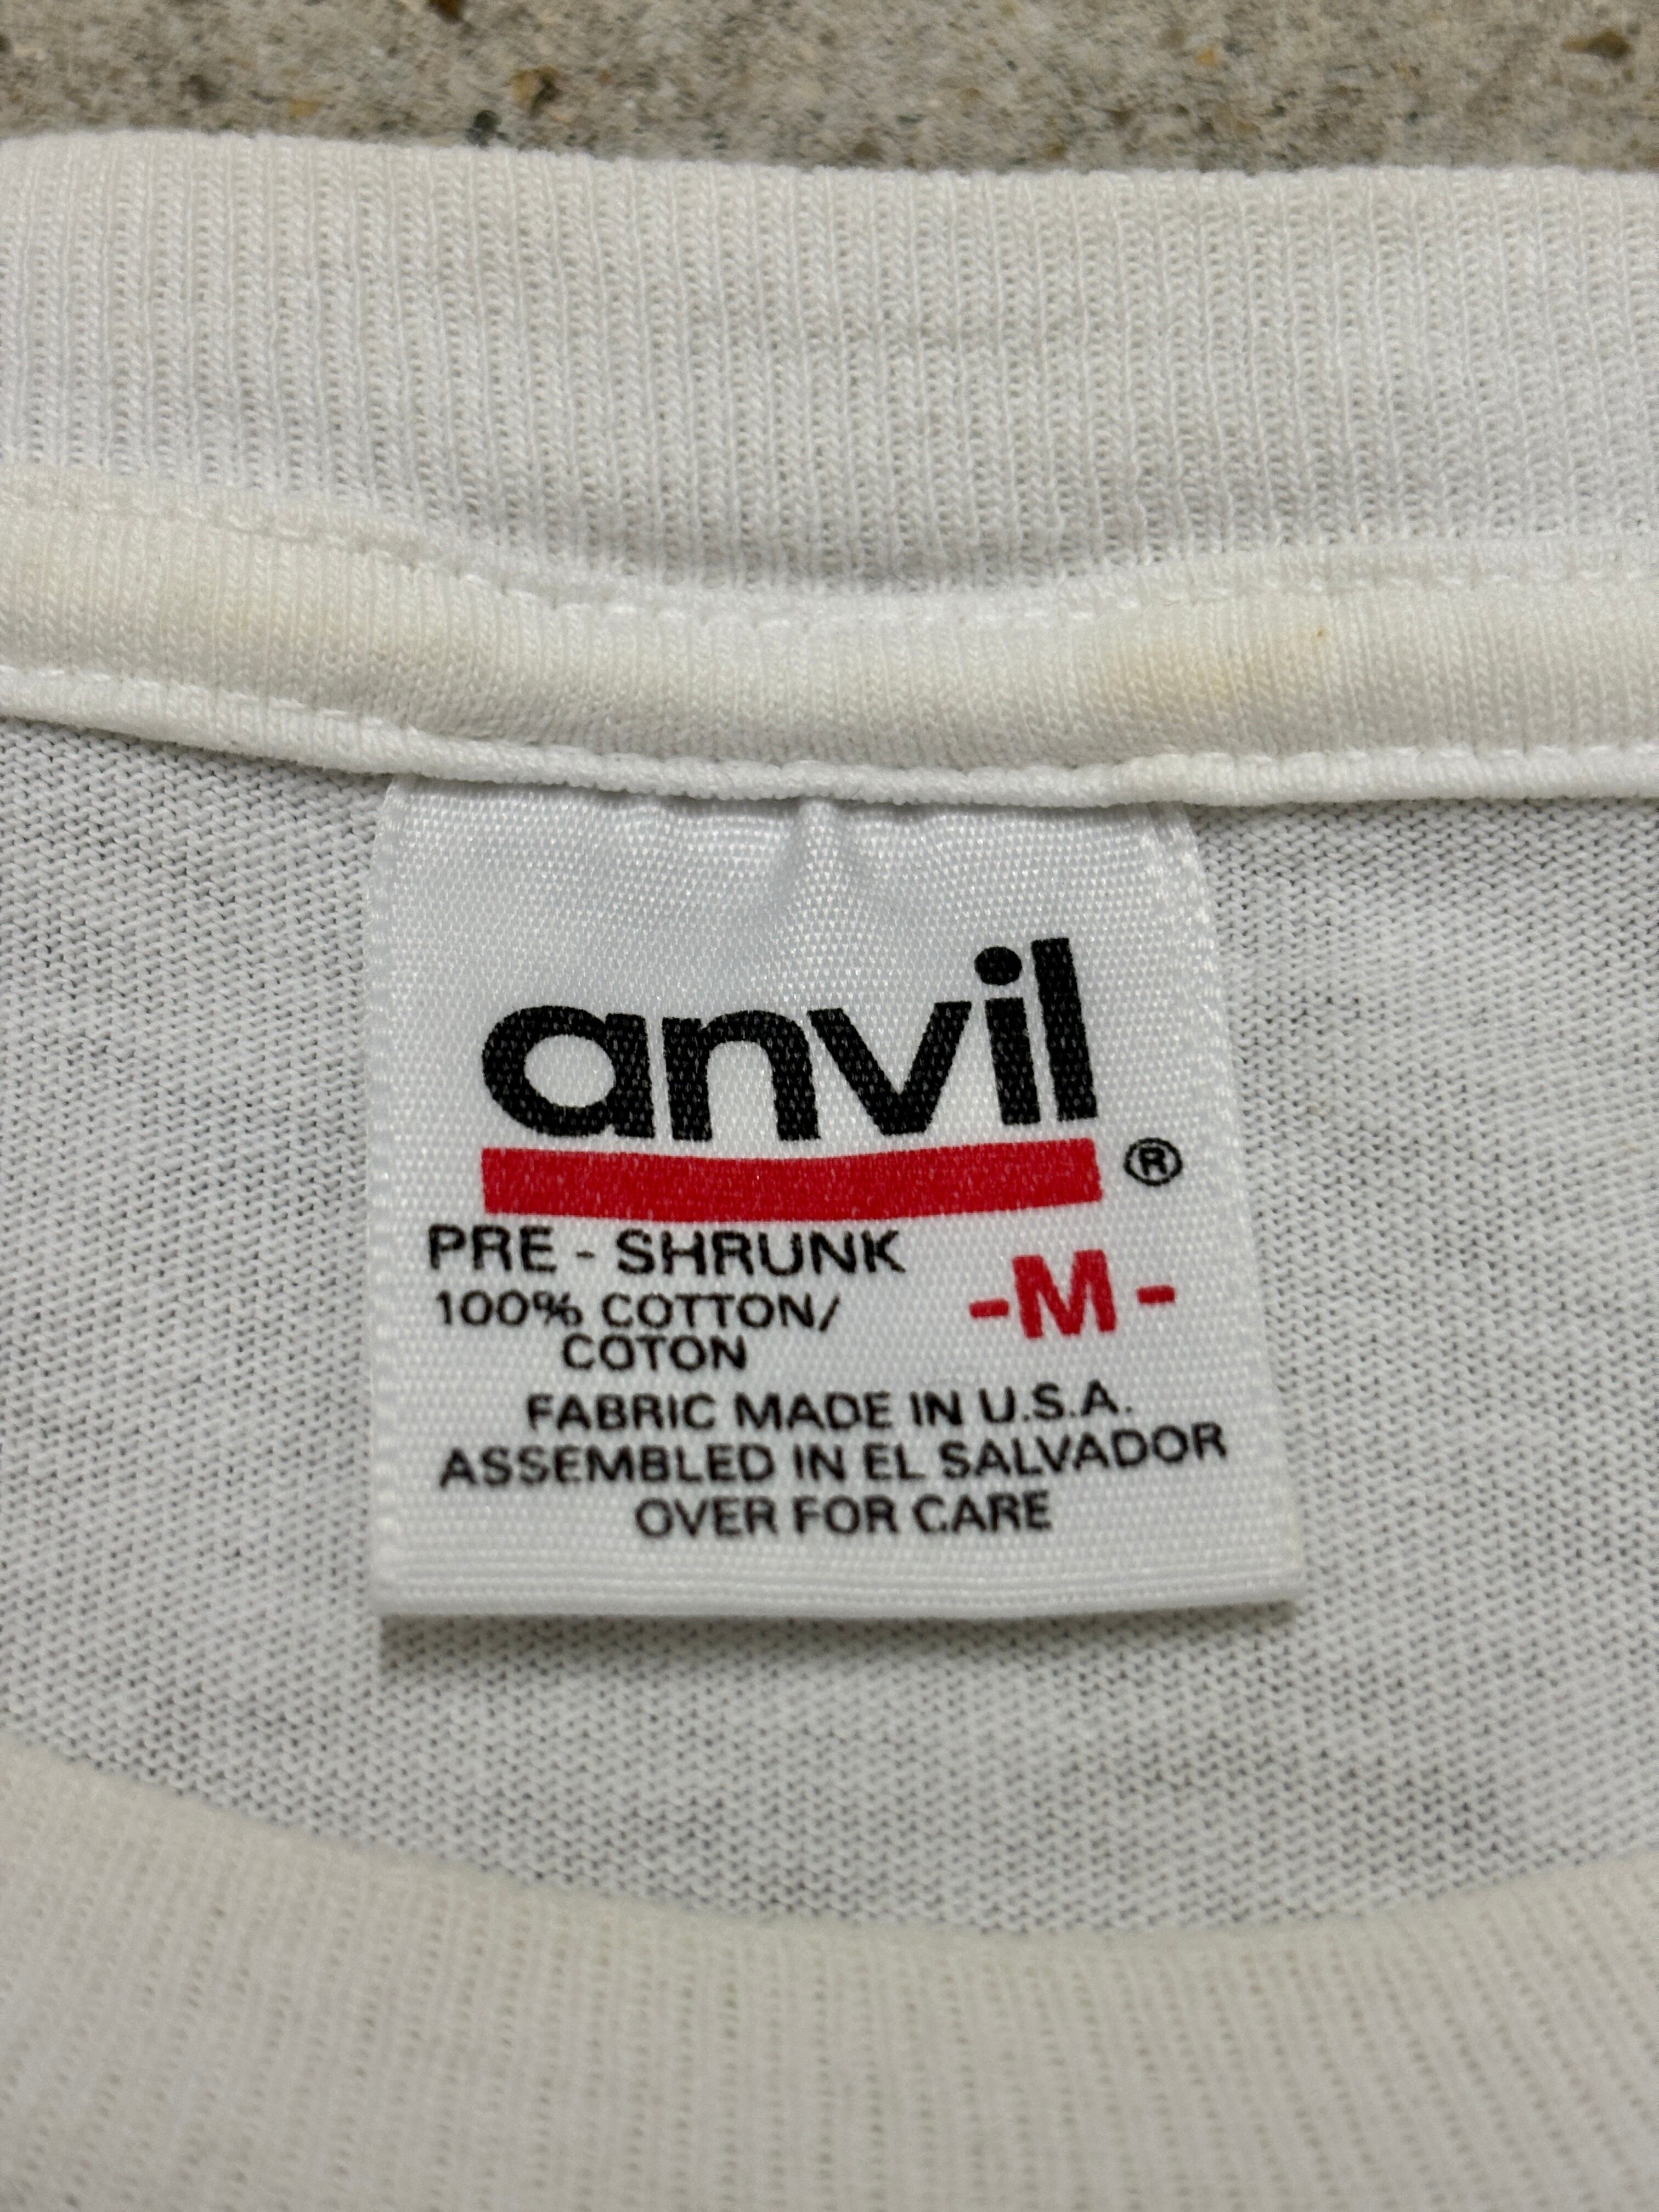 anvil ®
PRE - SHRUNK
-M-
100% COTTON/
COTON
FABRIC MADE IN U.S.A.
ASSEMBLED IN EL SALVADOR
OVER FOR CARE